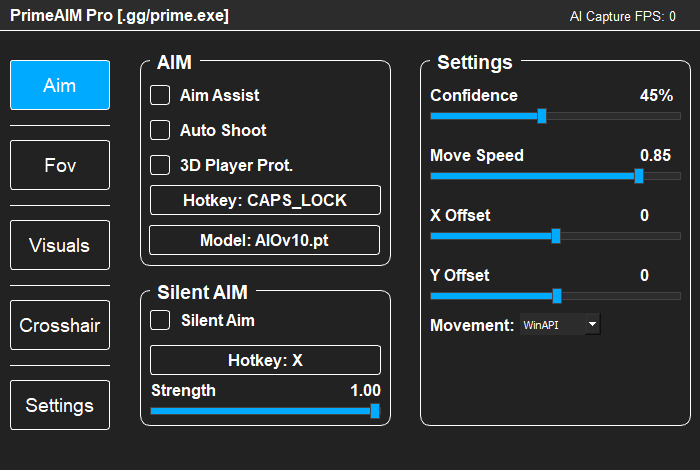 PrimeAIM Pro [.gg/prime.exe]
AI Capture FPS: 0
Aim
Fov
Visuals
Crosshair
Settings
AIM
Aim Assist
Auto Shoot
3D Player Prot.
Hotkey: CAPS_LOCK
Model: AIOv10.pt
Silent AIM
Silent Aim
Hotkey: X
Strength 1.00
Settings
Confidence 45%
Move Speed 0.85
X Offset 0
Y Offset 0
Movement: WinAPI